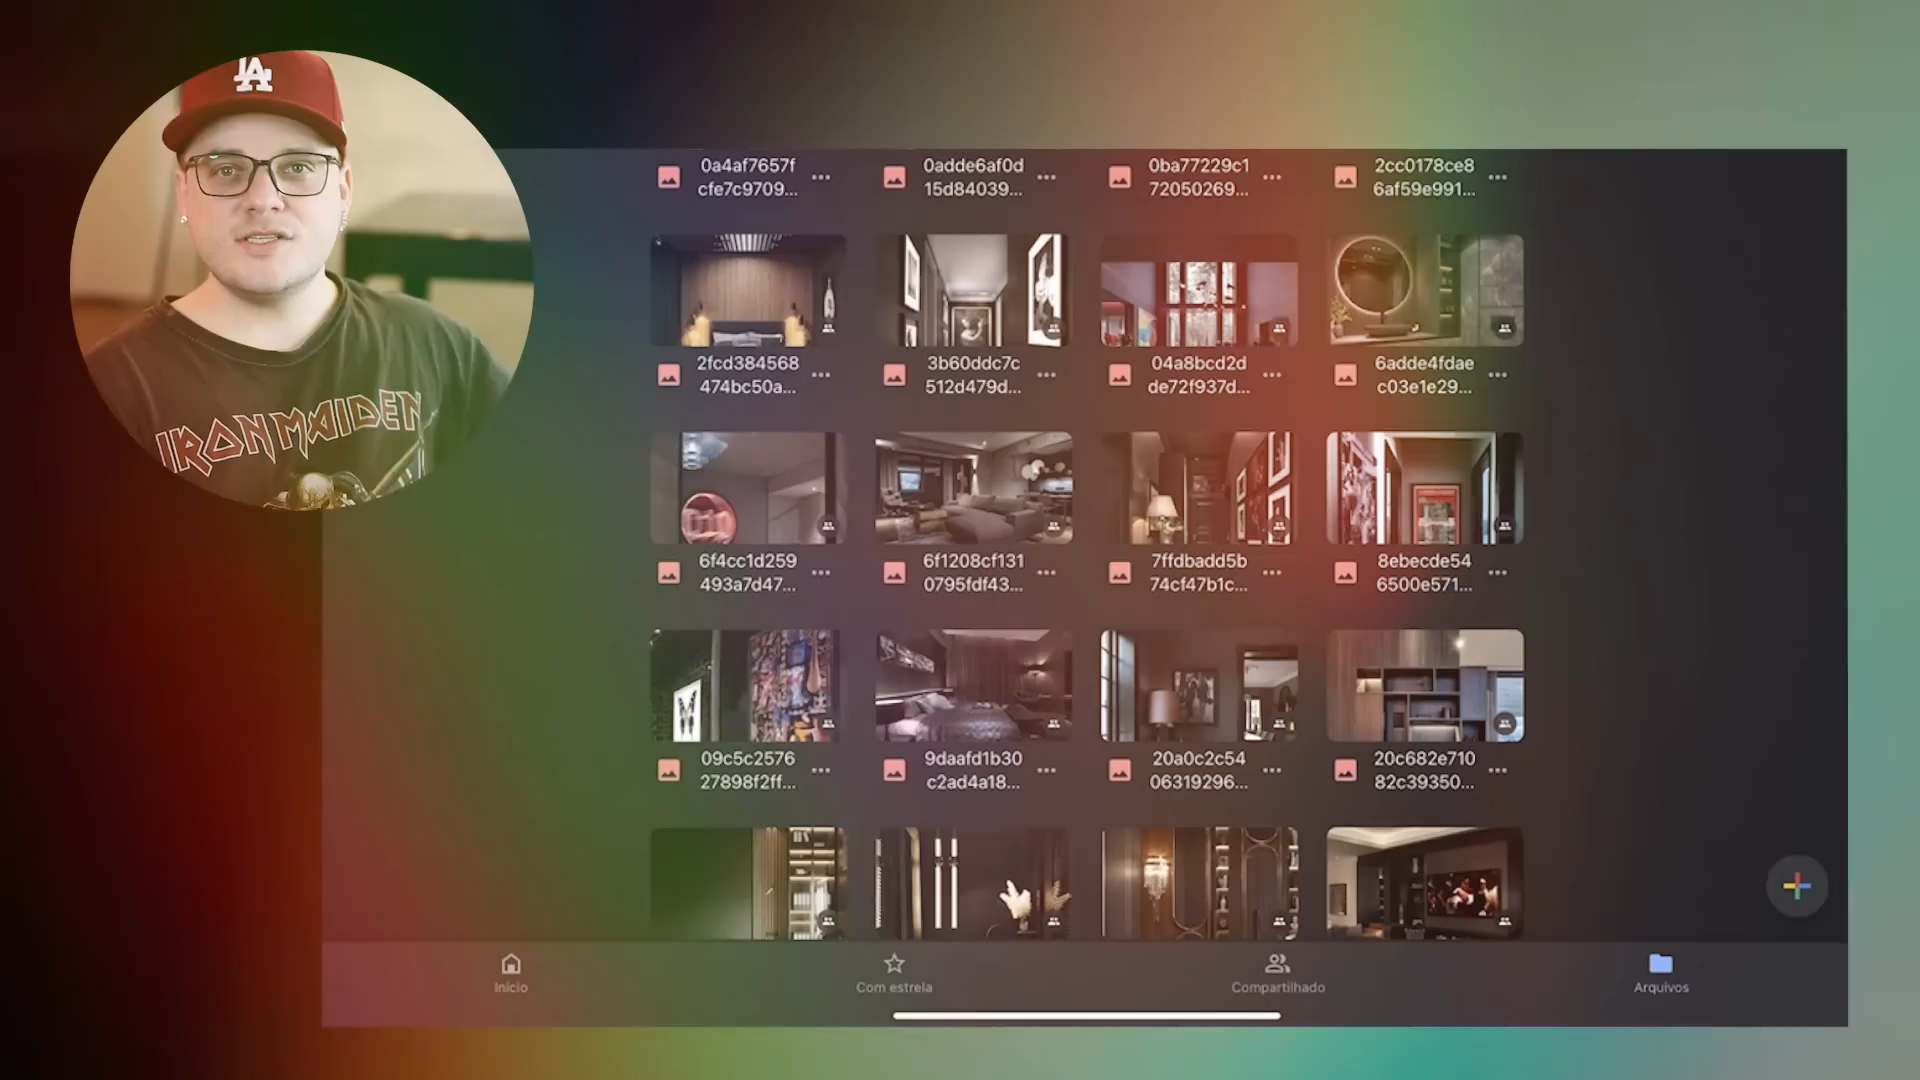 LA
IRON MAIDEN
0a4af7657f
cfe7c9709...
0adde6af0d
15d84039...
0ba77229c1
72050269...
2cc0178ce8
6af59e991...
2fcd384568
474bc50a...
3b60ddc7c
512d479d...
04a8bcd2d
de72f937d...
6adde4fdae
c03e1e29...
6f4cc1d259
493a7d47...
6f1208cf131
0795fdf43...
7ffdbadd5b
74cf47b1c...
8ebecde54
6500e571...
09c5c2576
27898f2ff...
9daafd1b30
c2ad4a18...
20a0c2c54
06319296...
20c682e710
82c39350...
Início
Com estrela
Compartilhado
Arquivos